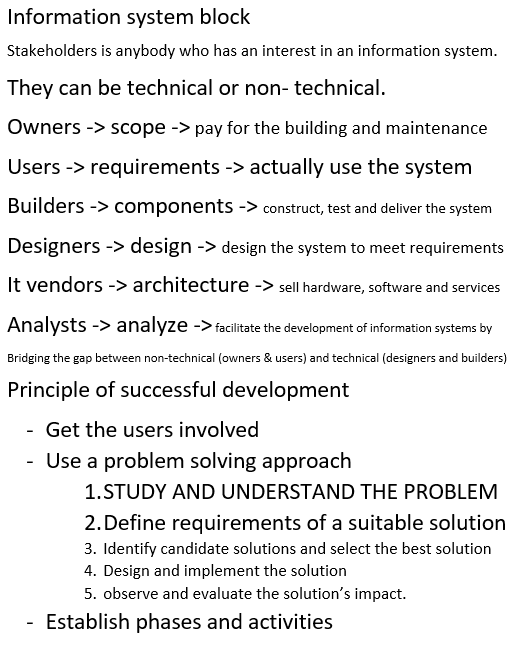 Information system block
Stakeholders is anybody who has an interest in an information system.
They can be technical or non- technical.
Owners -> scope -> pay for the building and maintenance
Users -> requirements -> actually use the system
Builders -> components -> construct, test and deliver the system
Designers -> design -> design the system to meet requirements
It vendors -> architecture -> sell hardware, software and services
Analysts -> analyze -> facilitate the development of information systems by
Bridging the gap between non-technical (owners & users) and technical (designers and builders)
Principle of successful development
- Get the users involved
- Use a problem solving approach
1. STUDY AND UNDERSTAND THE PROBLEM
2. Define requirements of a suitable solution
3. Identify candidate solutions and select the best solution
4. Design and implement the solution
5. observe and evaluate the solution’s impact.
- Establish phases and activities